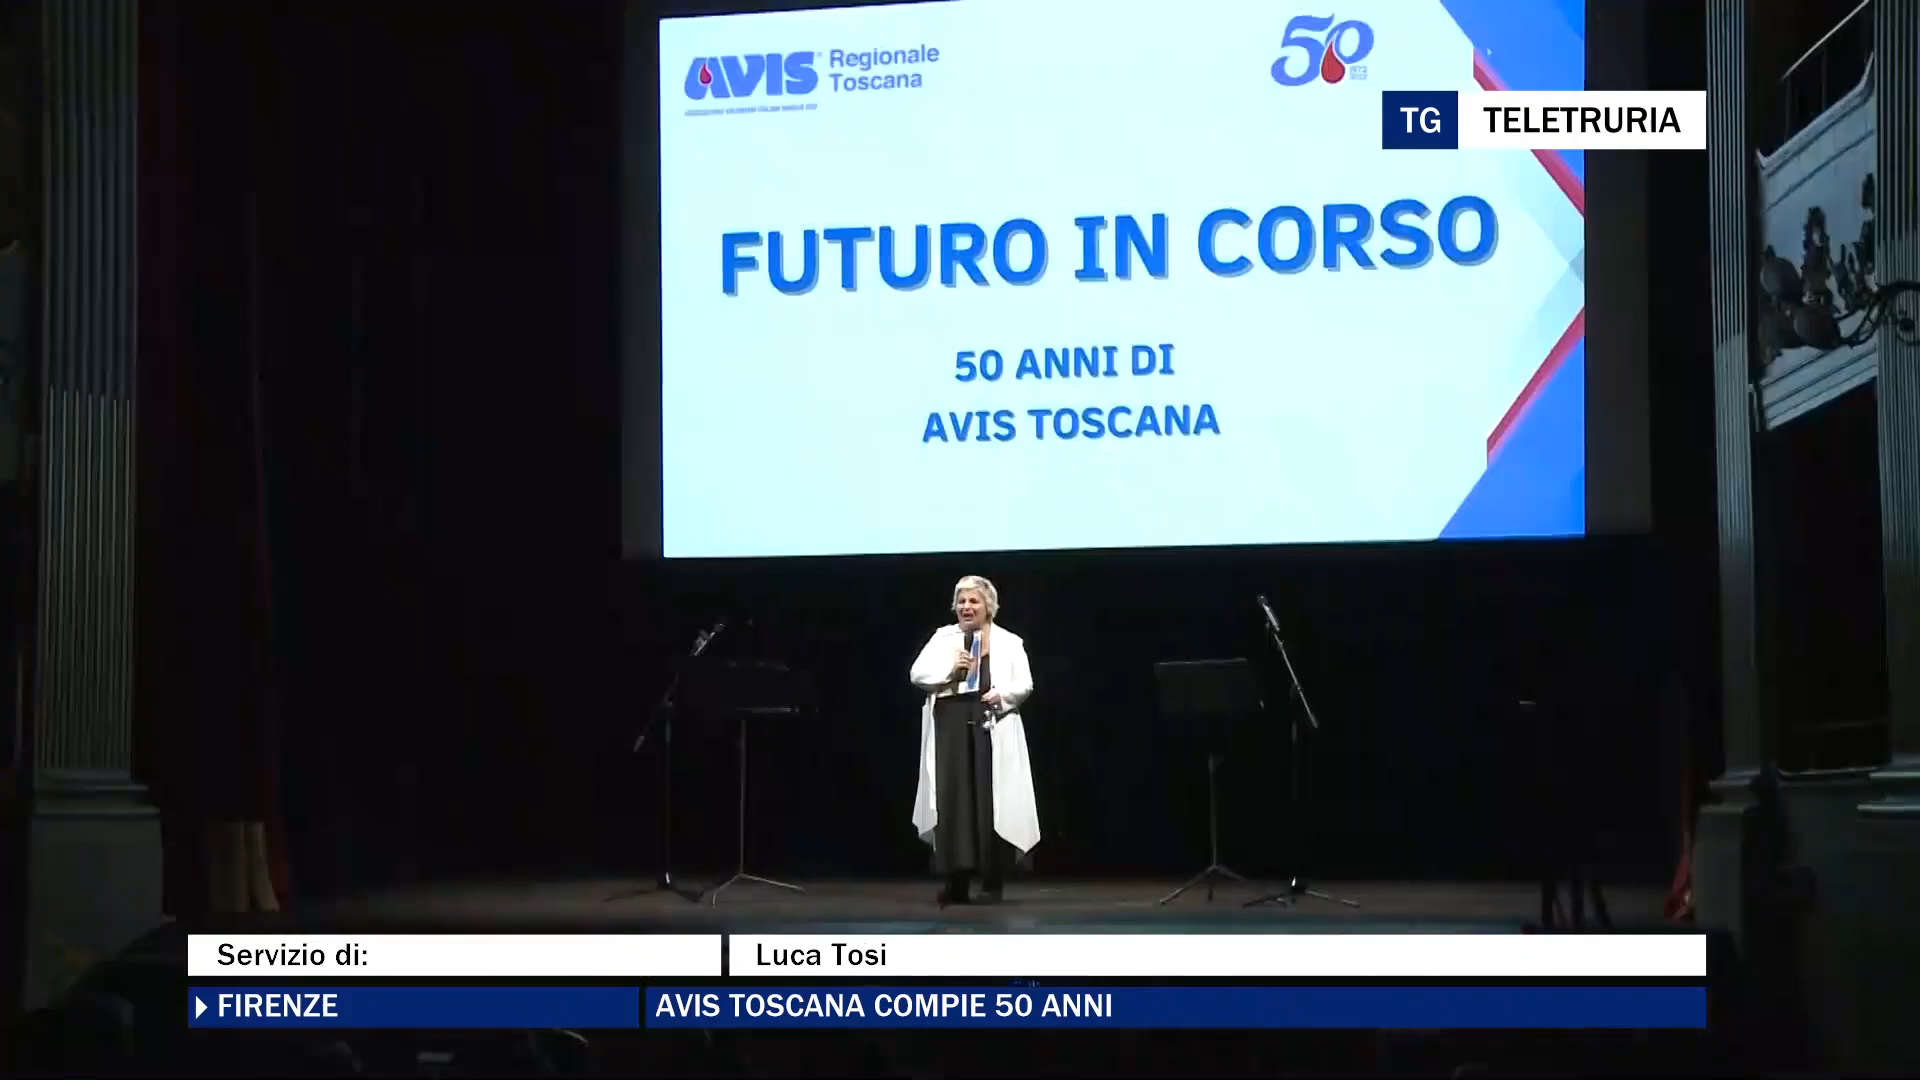 AVIS Regionale
Toscana
50
TG TELETRURIA
FUTURO IN CORSO
50 ANNI DI
AVIS TOSCANA
Servizio di: Luca Tosi
FIRENZE AVIS TOSCANA COMPIE 50 ANNI